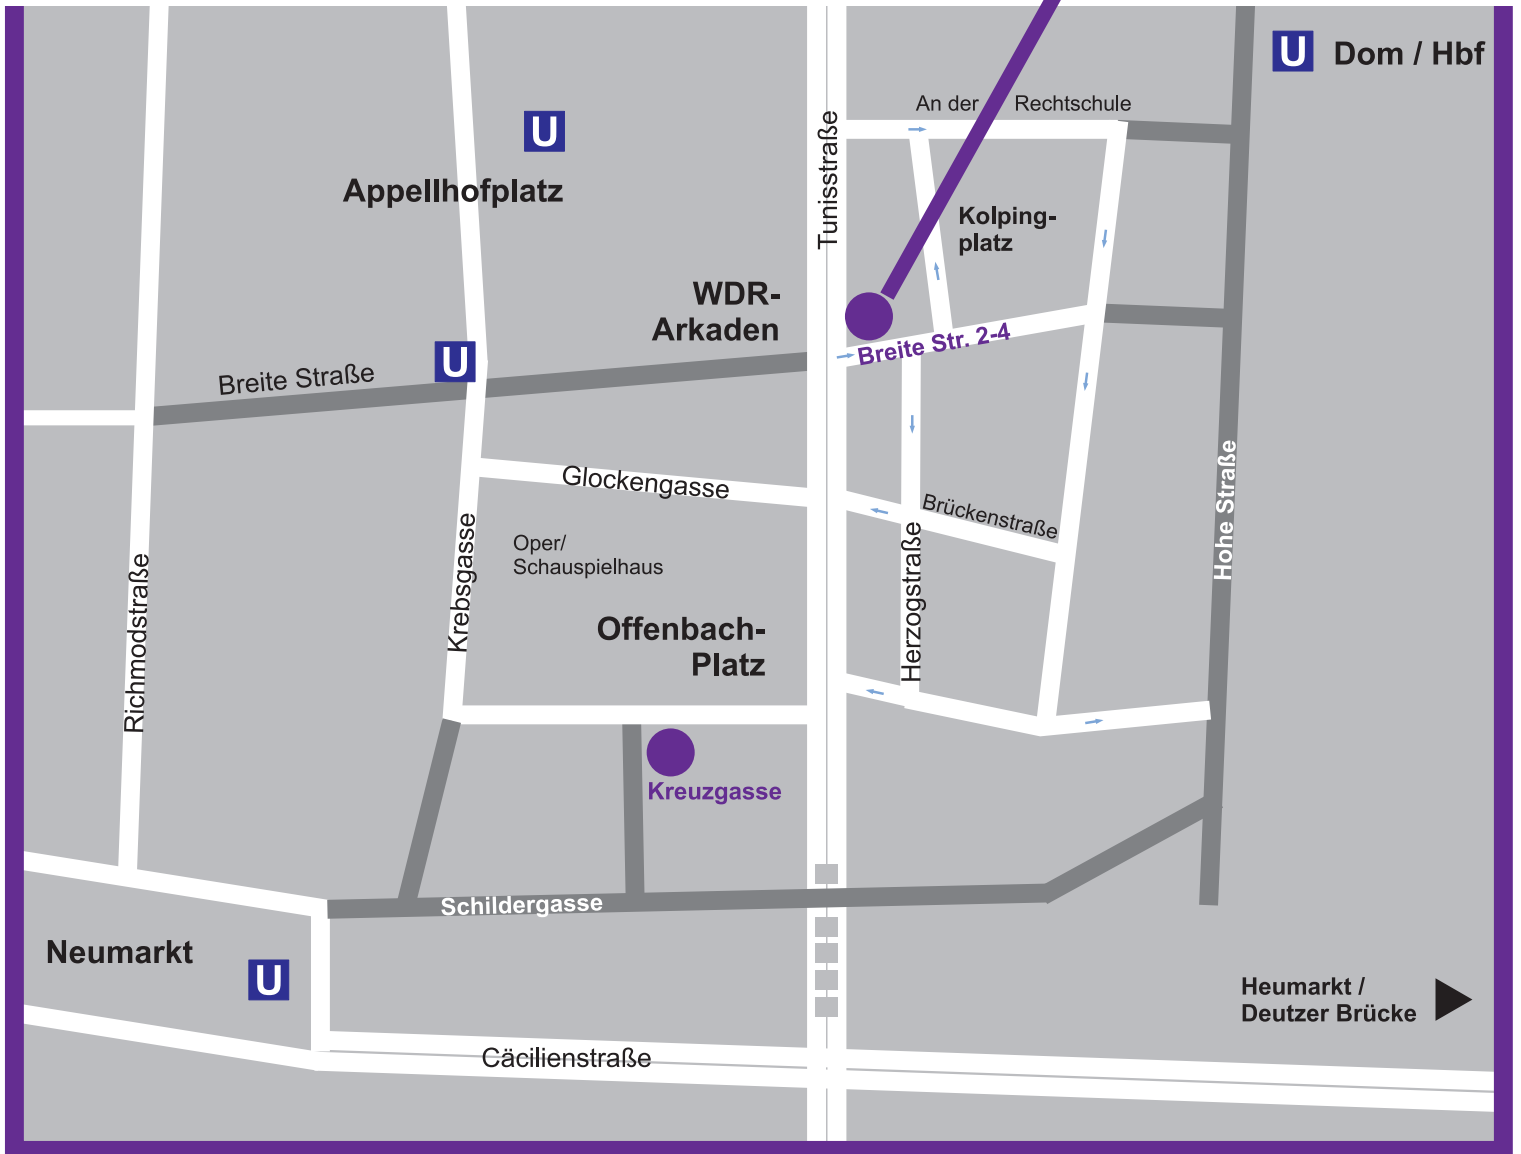 U Dom / Hbf
An der Rechtschule
U
Appellhofplatz
Tunisstraße
Kolping-
platz
WDR-
Arkaden
Breite Str. 2-4
U
Breite Straße
Glockengasse
Brückenstraße
Hohe Straße
Krebsgasse
Oper/
Schauspielhaus
Herzogstraße
Richmodstraße
Offenbach-
Platz
Kreuzgasse
Schildergasse
Neumarkt
U
Heumarkt /
Deutzer Brücke
Cäcilienstraße